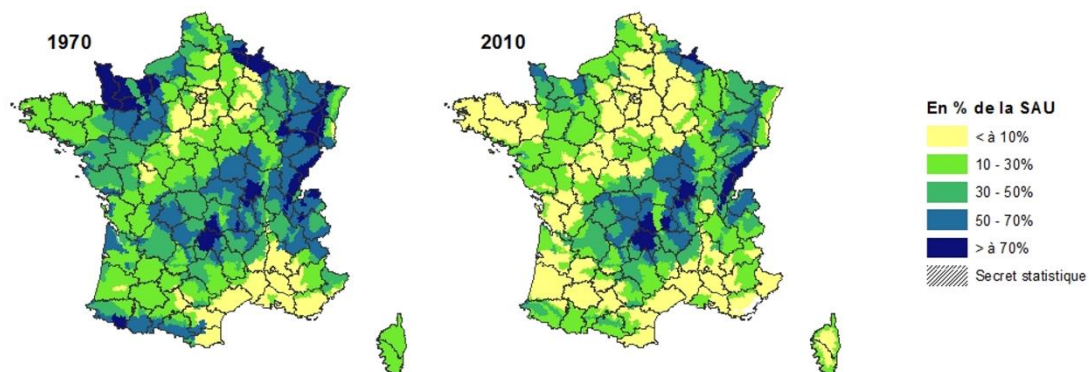 1970
2010
En % de la SAU
< à 10%
10 - 30%
30 - 50%
50 - 70%
> à 70%
Secret statistique